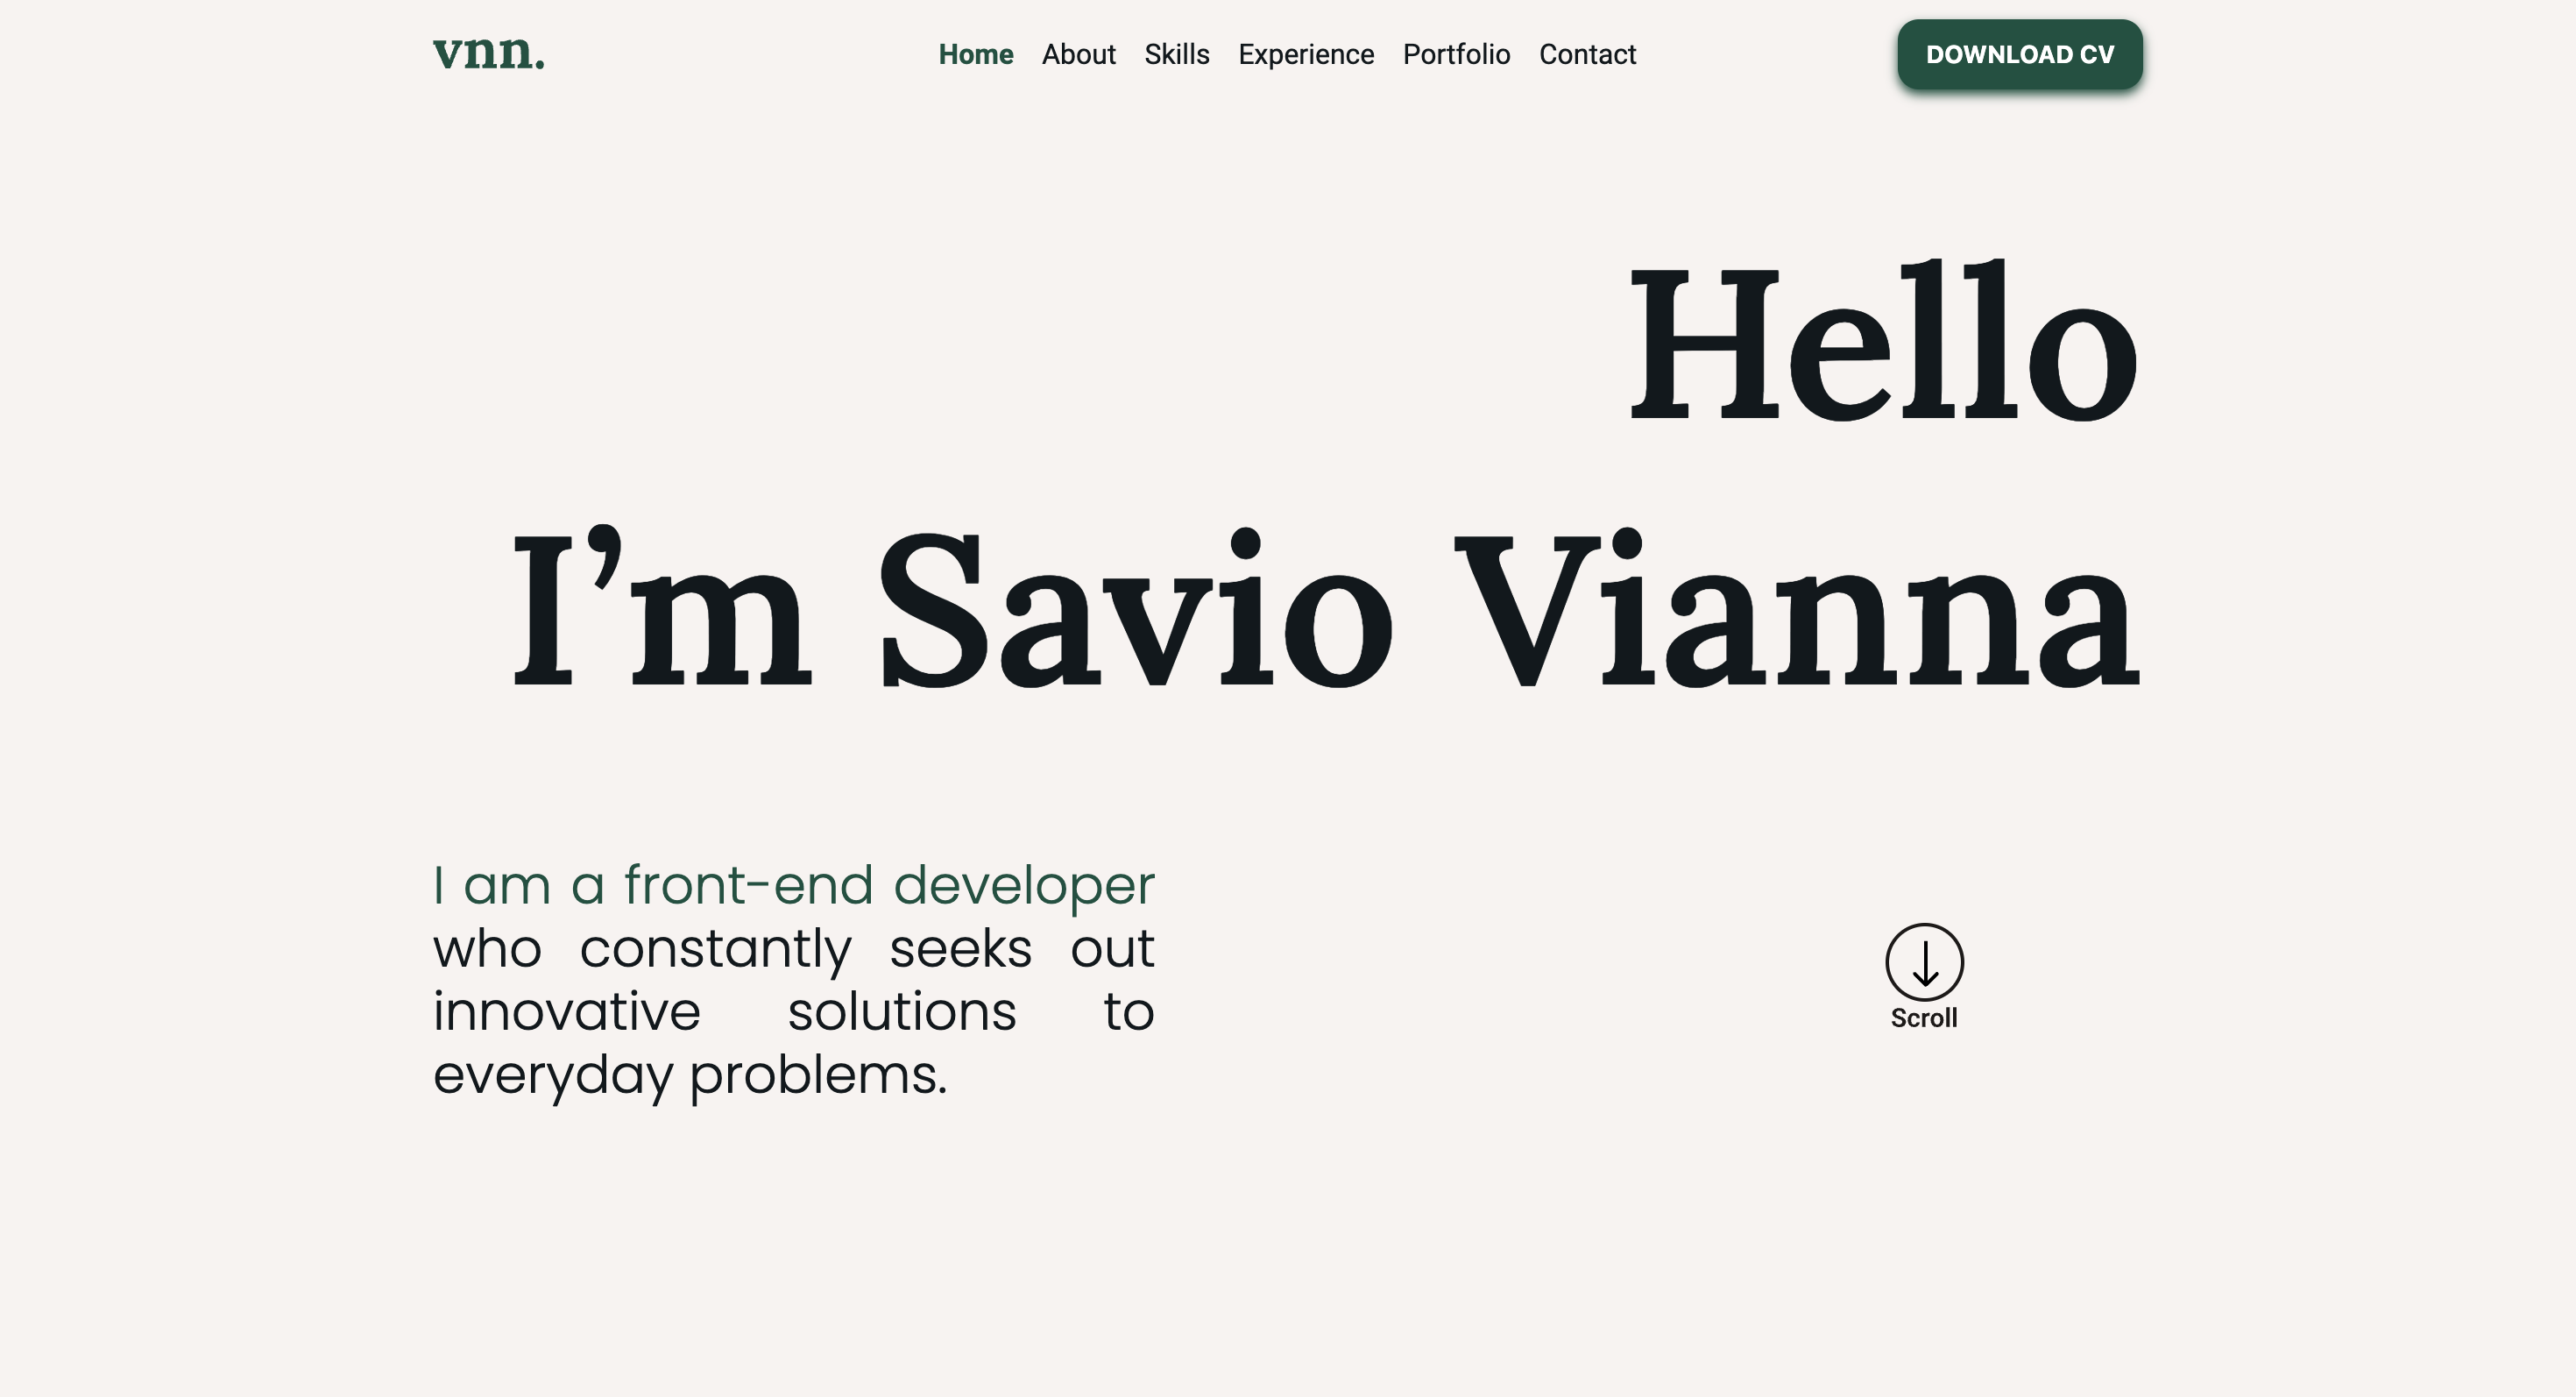 vnn.
Home About Skills Experience Portfolio Contact
DOWNLOAD CV
Hello
I’m Savio Vianna
I am a front-end developer
who constantly seeks out
innovative solutions to
everyday problems.
Scroll